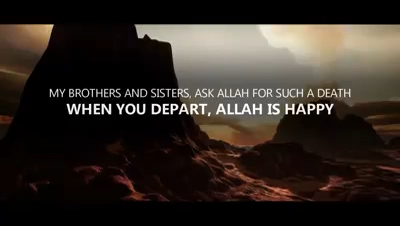 MY BROTHERS AND SISTERS, ASK ALLAH FOR SUCH A DEATH
WHEN YOU DEPART, ALLAH IS HAPPY